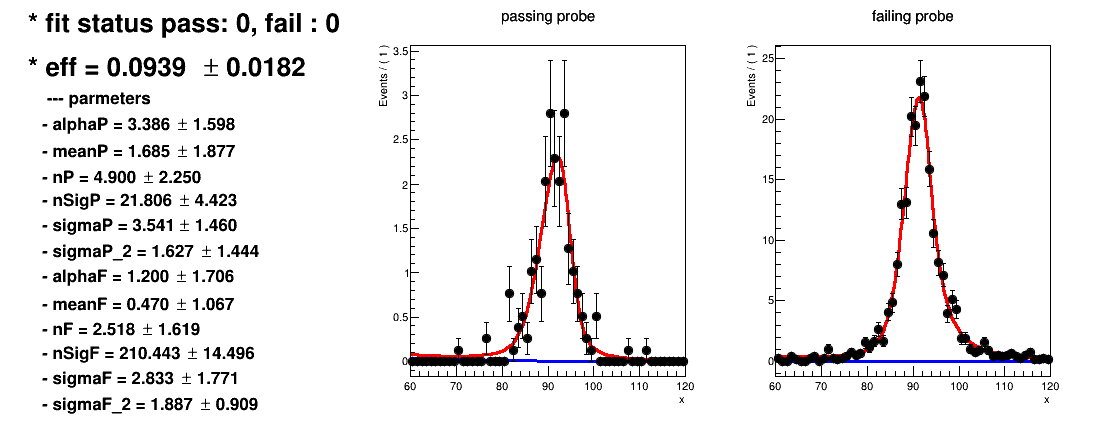 * fit status pass: 0, fail : 0
* eff = 0.0939 ± 0.0182
--- parmeters
- alphaP = 3.386 ± 1.598
- meanP = 1.685 ± 1.877
- nP = 4.900 ± 2.250
- nSigP = 21.806 ± 4.423
- sigmaP = 3.541 ± 1.460
- sigmaP_2 = 1.627 ± 1.444
- alphaF = 1.200 ± 1.706
- meanF = 0.470 ± 1.067
- nF = 2.518 ± 1.619
- nSigF = 210.443 ± 14.496
- sigmaF = 2.833 ± 1.771
- sigmaF_2 = 1.887 ± 0.909
passing probe
Events / ( 1 )
3.5
3
2.5
2
1.5
1
0.5
0
60 70 80 90 100 110 120
x
failing probe
Events / ( 1 )
25
20
15
10
5
0
60 70 80 90 100 110 120
x